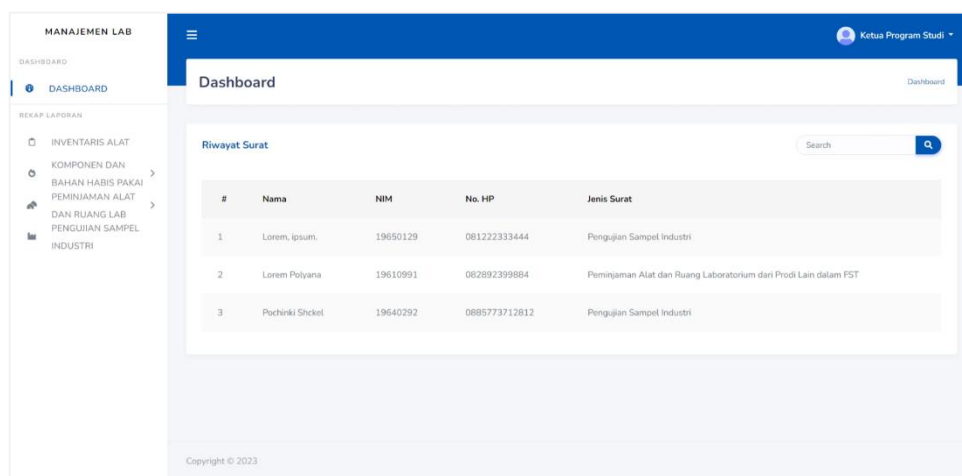 MANAJEMEN LAB
Ketua Program Studi
DASHBOARD
DASHBOARD
REKAP LAPORAN
INVENTARIS ALAT
KOMPONEN DAN
BAHAN HABIS PAKAI
PEMINJAMAN ALAT
DAN RUANG LAB
PENGUJIAN SAMPEL
INDUSTRI
Dashboard
Dashboard
Riwayat Surat
Search
# Nama NIM No. HP Jenis Surat
1 Lorem, ipsum. 19650129 081222333444 Pengujian Sampel Industri
2 Lorem Polyana 19610991 082892399884 Peminjaman Alat dan Ruang Laboratorium dari Prodi Lain dalam FST
3 Pochinki Shckel 19640292 0885773712812 Pengujian Sampel Industri
Copyright © 2023